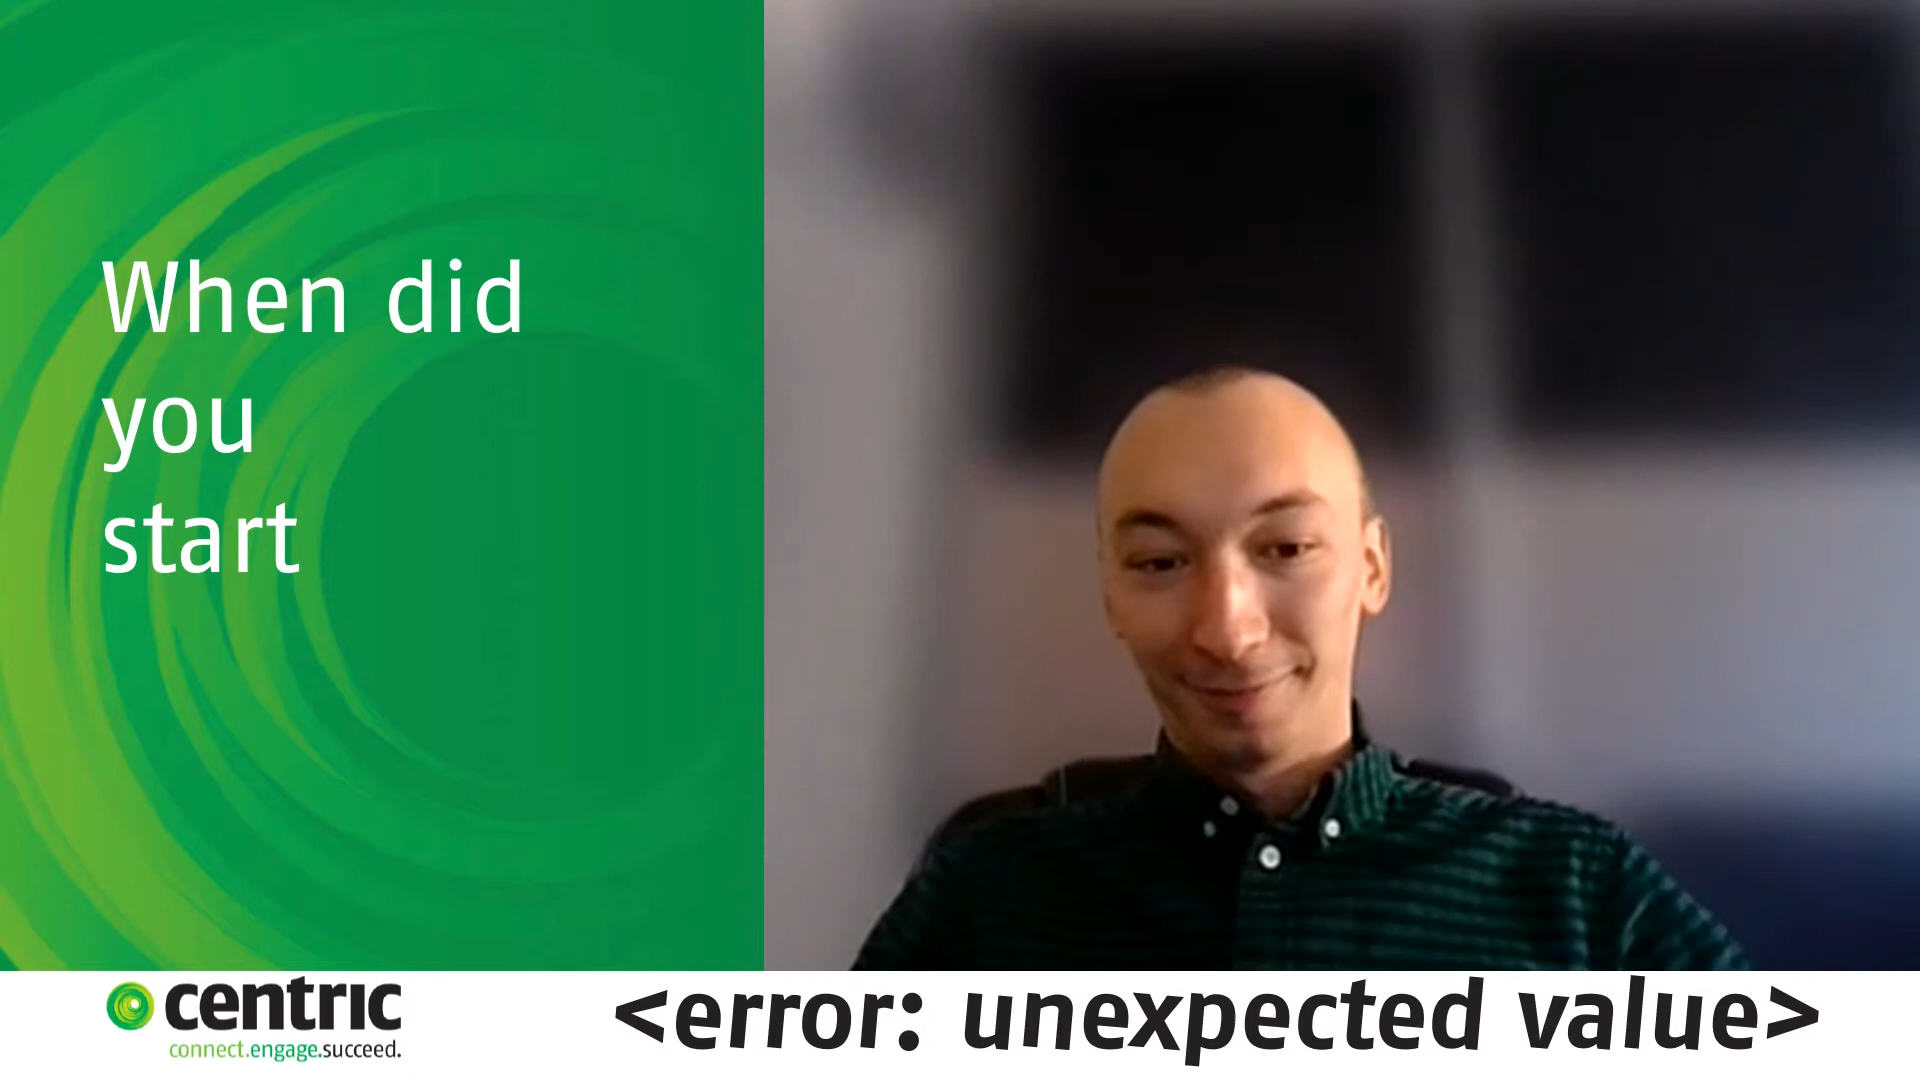 When did
you
start
centric
connect.engage.succeed.
<error: unexpected value>